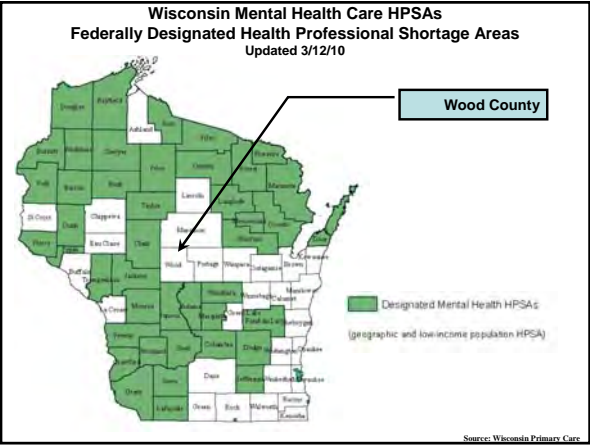 Wisconsin Mental Health Care HPSAs
Federally Designated Health Professional Shortage Areas
Updated 3/12/10
Wood County
Douglas
Bayfield
Ashland
Iron
Vilas
Burnett
Washburn
Sawyer
Oneida
Forest
Florence
Marinette
Polk
Barron
Rusk
Price
Lincoln
Langlade
Taylor
Oconto
Menominee
St Croix
Dunn
Chippewa
Marathon
Shawano
Door
Pierce
Eau Claire
Clark
Buffalo
Trempealeau
Jackson
Wood
Portage
Waupaca
Outagamie
Brown
Kewaunee
La Crosse
Monroe
Juneau
Adams
Waushara
Winnebago
Calumet
Manitowoc
Marquette
Green Lake
Fond du Lac
Sheboygan
Vernon
Richland
Sauk
Columbia
Dodge
Washington
Ozaukee
Crawford
Grant
Iowa
Dane
Jefferson
Waukesha
Milwaukee
Lafayette
Green
Rock
Walworth
Racine
Kenosha
Designated Mental Health HPSAs
(geographic and low-income population HPSA)
Source: Wisconsin Primary Care